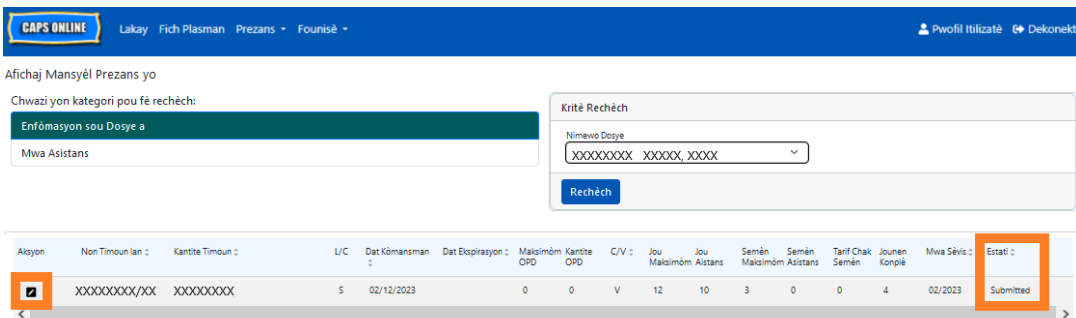 CAPS ONLINE Lakay Fich Plasman Prezans Founisè Pwofil Itilizatè Dekonekt
Afichaj Mansyèl Prezans yo
Chwazi yon kategori pou fè rechèch:
Enfòmasyon sou Dosye a
Mwa Asistans
Kritè Rechèch
Nimewo Dosye
XXXXXXXX XXXXX, XXXX
Rechèch
Aksyon Non Timoun Ian Kantite Timoun L/C Dat Kòmansman Dat Ekspirasyon Maksimòm OPD Kantite OPD C/V Jou Maksimòm Jou Aistans Semèn Maksimòm Semèn Asistans Tarif Chak Semèn Jounen Konplè Mwa Sèvis Estati
XXXXXXXX/XX XXXXXXXX S 02/12/2023 0 0 V 12 10 3 0 0 4 02/2023 Submitted